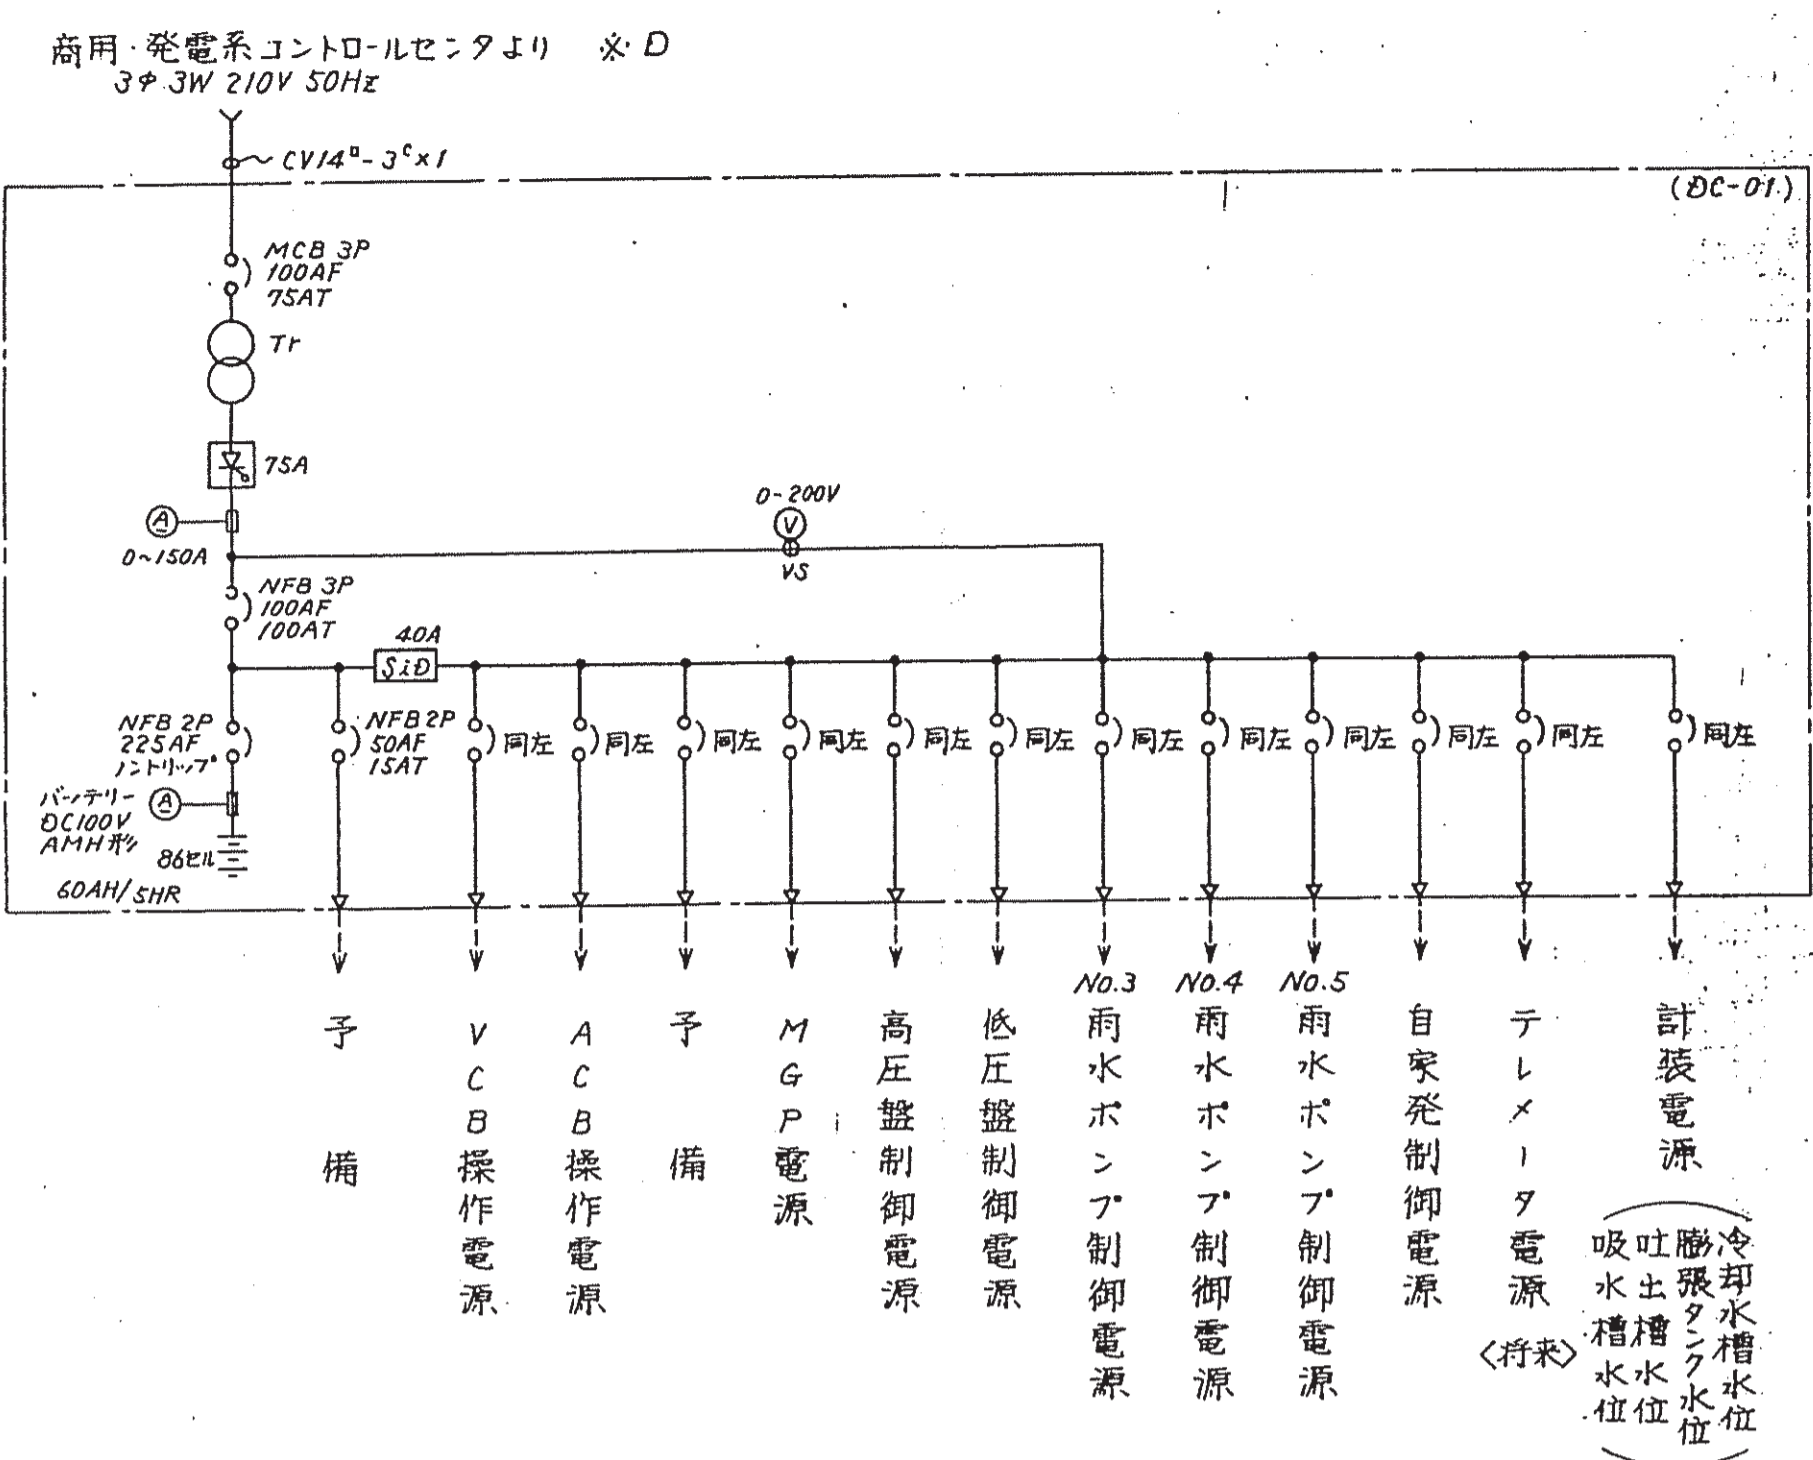 商用・発電系コントロールセンタより ※D
3φ 3W 210V 50Hz
CV14□-3C×1
(DC-01)
MCB 3P
100AF
75AT
Tr
75A
A
0~150A
0-200V
V
VS
NFB 3P
100AF
100AT
40A
SiD
NFB 2P
225AF
ノントリップ
NFB 2P
50AF
15AT
同左
同左
同左
同左
同左
同左
同左
同左
同左
同左
同左
同左
バッテリー
DC100V
AMH形
A
86セル
60AH/5HR
予備
VCB操作電源
ACB操作電源
予備
MGP電源
高圧盤制御電源
低圧盤制御電源
No.3
雨水ポンプ制御電源
No.4
雨水ポンプ制御電源
No.5
雨水ポンプ制御電源
自家発制御電源
テレメータ電源
<将来>
計装電源
冷却水槽水位
膨張タンク水位
吐出槽水位
吸水槽水位